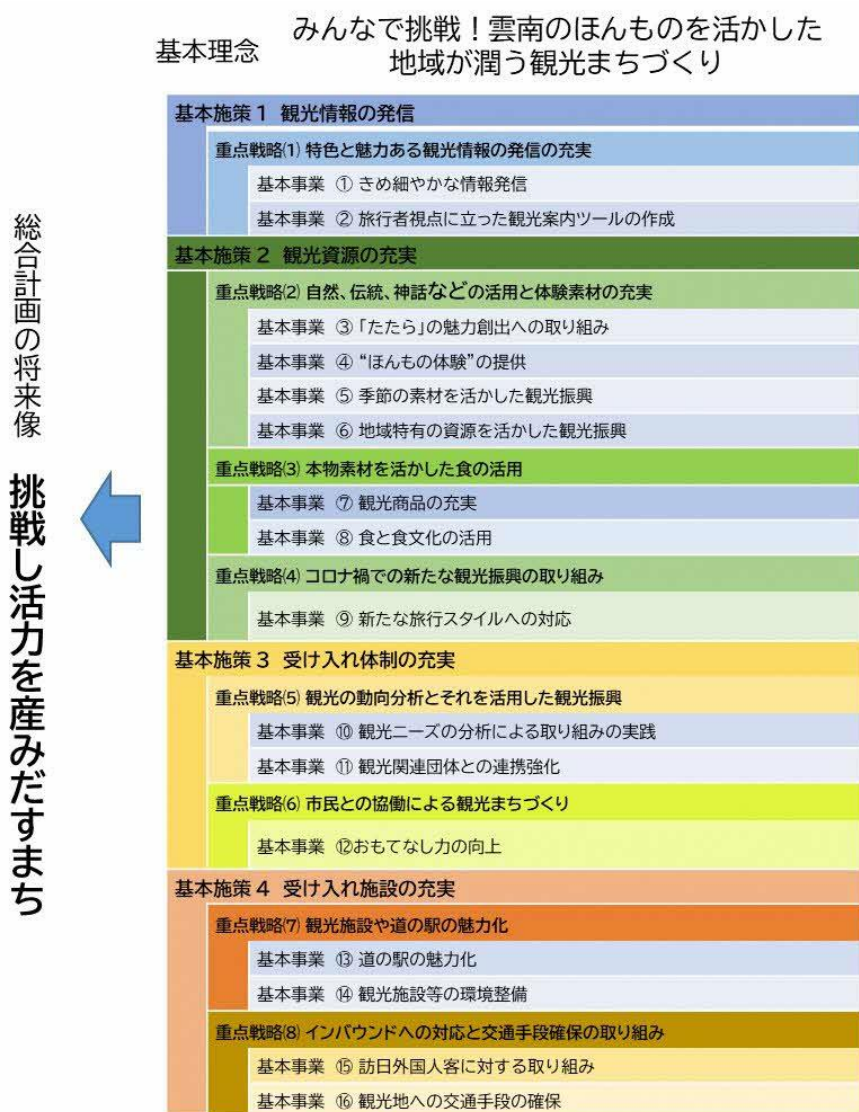 基本理念
みんなで挑戦！雲南のほんものを活かした
地域が潤う観光まちづくり
総合計画の将来像 挑戦し活力を産みだすまち
基本施策1 観光情報の発信
重点戦略⑴ 特色と魅力ある観光情報の発信の充実
基本事業 ① きめ細やかな情報発信
基本事業 ② 旅行者視点に立った観光案内ツールの作成
基本施策2 観光資源の充実
重点戦略⑵ 自然、伝統、神話などの活用と体験素材の充実
基本事業 ③ 「たたら」の魅力創出への取り組み
基本事業 ④ “ほんもの体験”の提供
基本事業 ⑤ 季節の素材を活かした観光振興
基本事業 ⑥ 地域特有の資源を活かした観光振興
重点戦略⑶ 本物素材を活かした食の活用
基本事業 ⑦ 観光商品の充実
基本事業 ⑧ 食と食文化の活用
重点戦略⑷ コロナ禍での新たな観光振興の取り組み
基本事業 ⑨ 新たな旅行スタイルへの対応
基本施策3 受け入れ体制の充実
重点戦略⑸ 観光の動向分析とそれを活用した観光振興
基本事業 ⑩ 観光ニーズの分析による取り組みの実践
基本事業 ⑪ 観光関連団体との連携強化
重点戦略⑹ 市民との協働による観光まちづくり
基本事業 ⑫おもてなし力の向上
基本施策4 受け入れ施設の充実
重点戦略⑺ 観光施設や道の駅の魅力化
基本事業 ⑬ 道の駅の魅力化
基本事業 ⑭ 観光施設等の環境整備
重点戦略⑻ インバウンドへの対応と交通手段確保の取り組み
基本事業 ⑮ 訪日外国人客に対する取り組み
基本事業 ⑯ 観光地への交通手段の確保